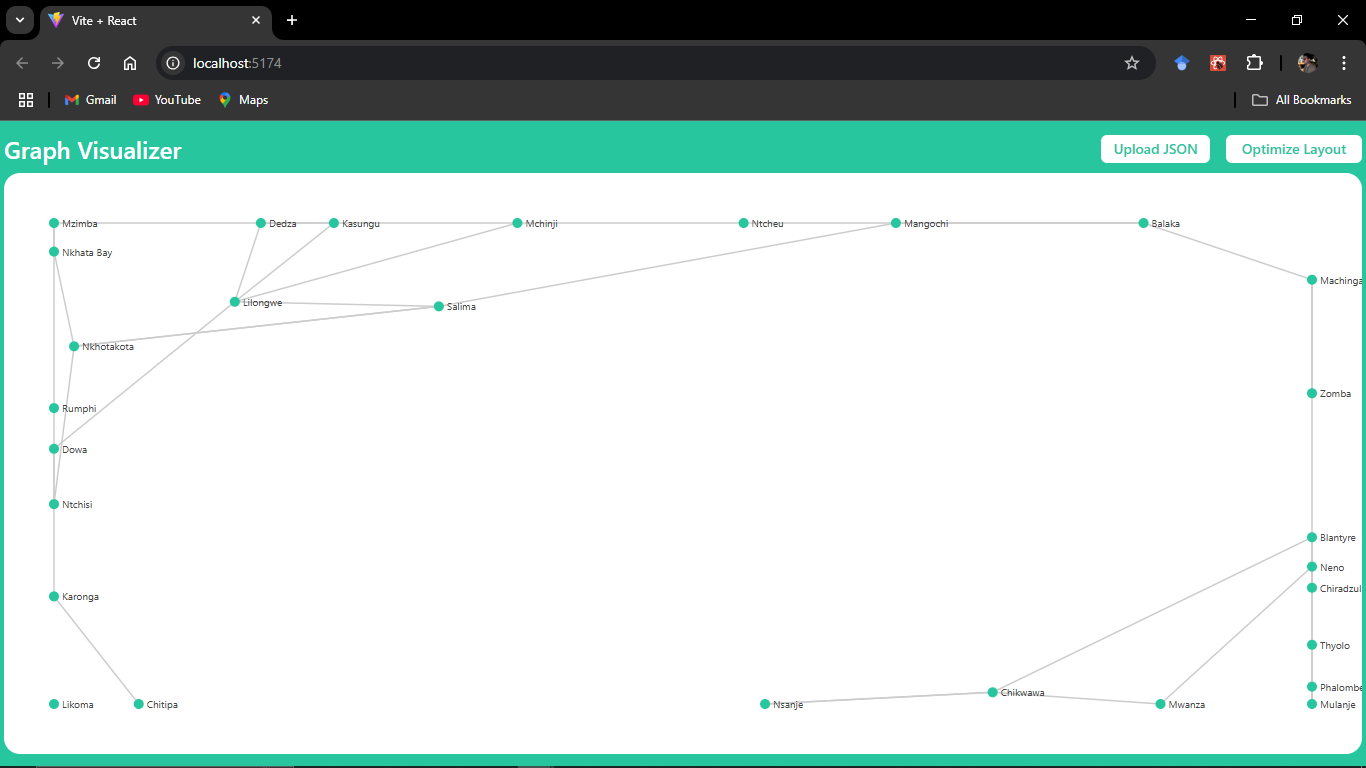 Vite + React
localhost:5174
Gmail
YouTube
Maps
All Bookmarks
Graph Visualizer
Upload JSON
Optimize Layout
Mzimba
Dedza
Kasungu
Mchinji
Ntcheu
Mangochi
Balaka
Nkhata Bay
Machinga
Lilongwe
Salima
Nkhotakota
Zomba
Rumphi
Dowa
Ntchisi
Blantyre
Neno
Chiradzul
Karonga
Thyolo
Phalombe
Chikwawa
Likoma
Chitipa
Nsanje
Mwanza
Mulanje